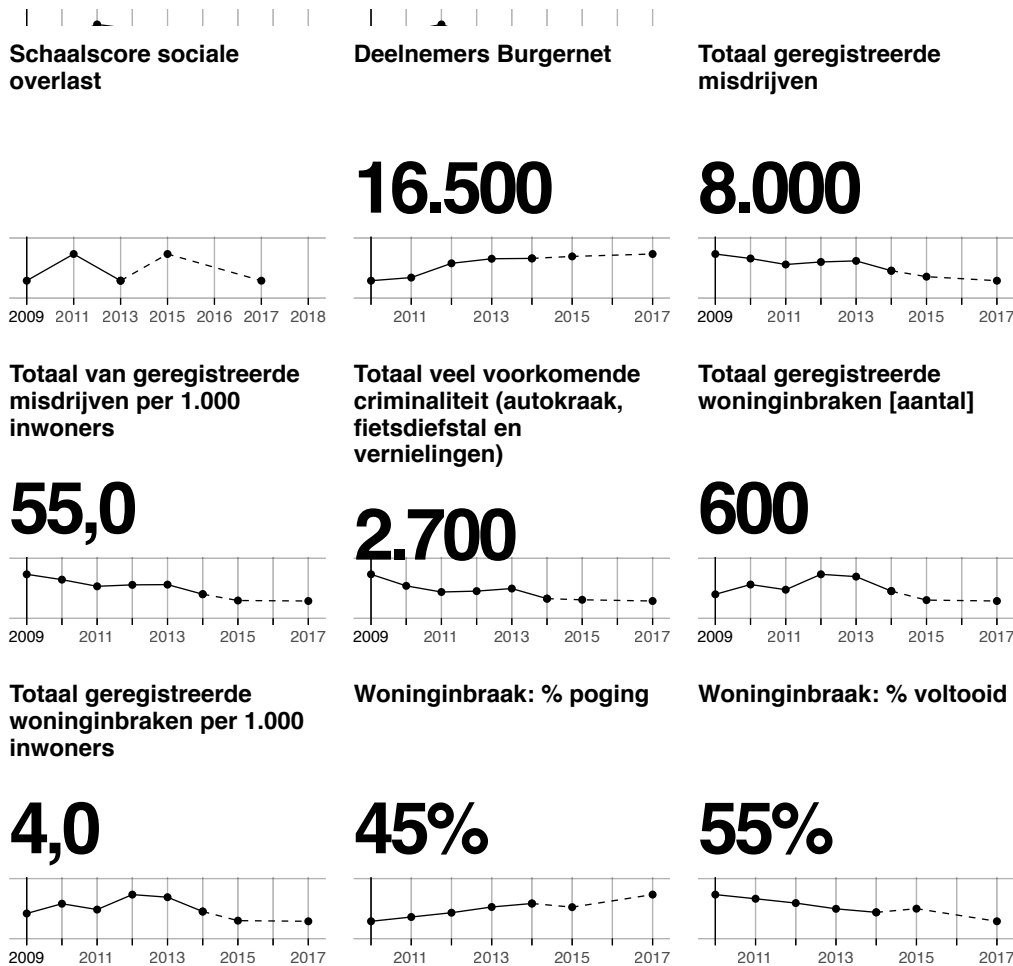 Schaalscore sociale
overlast
2009 2011 2013 2015 2016 2017 2018
Deelnemers Burgernet
16.500
2011 2013 2015 2017
Totaal geregistreerde
misdrijven
8.000
2009 2011 2013 2015 2017
Totaal van geregistreerde
misdrijven per 1.000
inwoners
55,0
2009 2011 2013 2015 2017
Totaal veel voorkomende
criminaliteit (autokraak,
fietsdiefstal en
vernielingen)
2.700
2009 2011 2013 2015 2017
Totaal geregistreerde
woninginbraken [aantal]
600
2009 2011 2013 2015 2017
Totaal geregistreerde
woninginbraken per 1.000
inwoners
4,0
2009 2011 2013 2015 2017
Woninginbraak: % poging
45%
2011 2013 2015 2017
Woninginbraak: % voltooid
55%
2011 2013 2015 2017